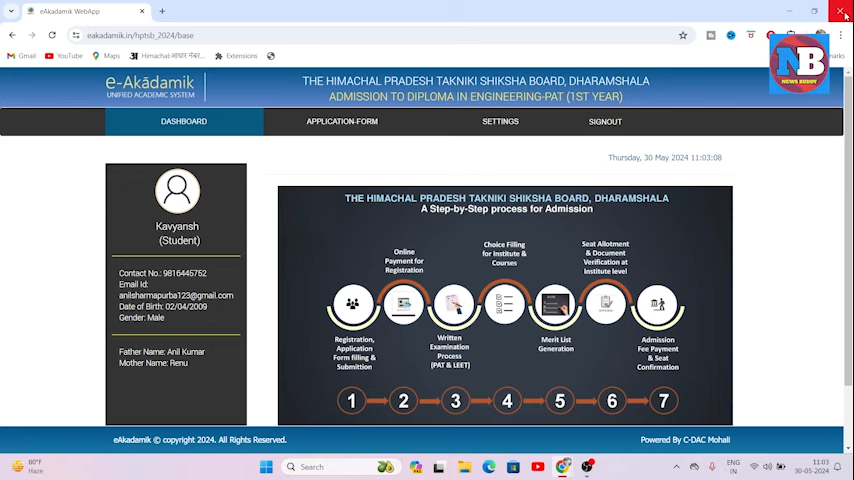 eAkadamik WebApp
eakadamik.in/hptsb_2024/base
Gmail
YouTube
Maps
Himachal:आधार नंबर...
Extensions
NB
NEWS BUDDY
e-Akādamik
UNIFIED ACADEMIC SYSTEM
THE HIMACHAL PRADESH TAKNIKI SHIKSHA BOARD, DHARAMSHALA
ADMISSION TO DIPLOMA IN ENGINEERING-PAT (1ST YEAR)
DASHBOARD
APPLICATION-FORM
SETTINGS
SIGNOUT
Thursday, 30 May 2024 11:03:08
Kavyansh
(Student)
Contact No.: 9816445752
Email Id:
anilsharmapurba123@gmail.com
Date of Birth: 02/04/2009
Gender: Male
Father Name: Anil Kumar
Mother Name: Renu
THE HIMACHAL PRADESH TAKNIKI SHIKSHA BOARD, DHARAMSHALA
A Step-by-Step process for Admission
Online
Payment for
Registration
Choice Filling
for Institute &
Courses
Seat Allotment
& Document
Verification at
Institute level
Registration,
Application
Form filling &
Submittion
Written
Examination
Process
(PAT & LEET)
Merit List
Generation
Admission
Fee Payment
& Seat
Confirmation
1
2
3
4
5
6
7
eAkadamik © copyright 2024. All Rights Reserved.
Powered By C-DAC Mohali
80°F
Haze
Search
ENG
IN
11:03
30-05-2024